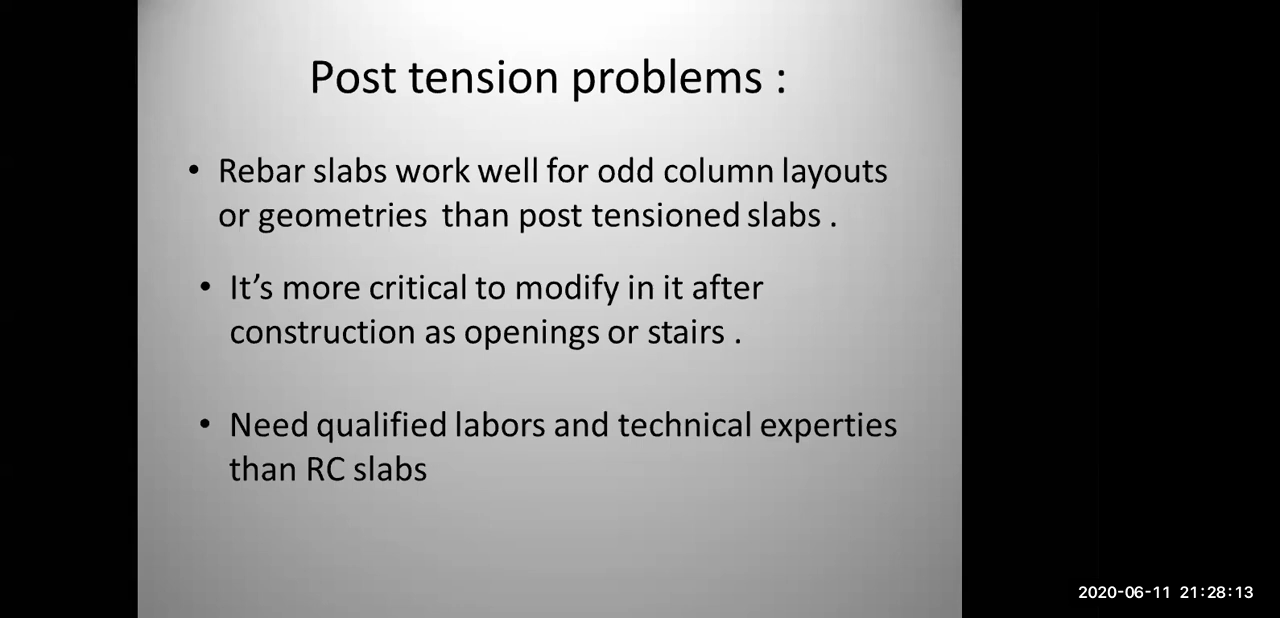 Post tension problems :
• Rebar slabs work well for odd column layouts
or geometries than post tensioned slabs .
• It’s more critical to modify in it after
construction as openings or stairs .
• Need qualified labors and technical experties
than RC slabs
2020-06-11 21:28:13